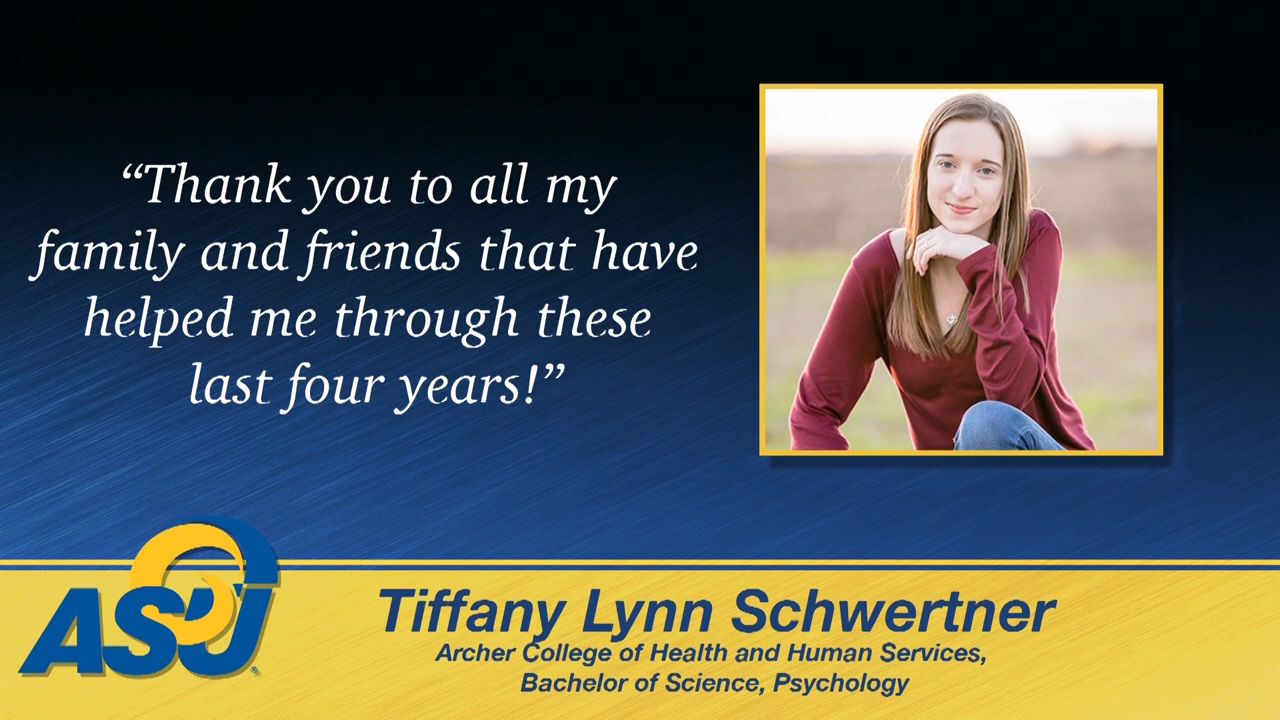 “Thank you to all my
family and friends that have
helped me through these
last four years!”
ASU
Tiffany Lynn Schwertner
Archer College of Health and Human Services,
Bachelor of Science, Psychology